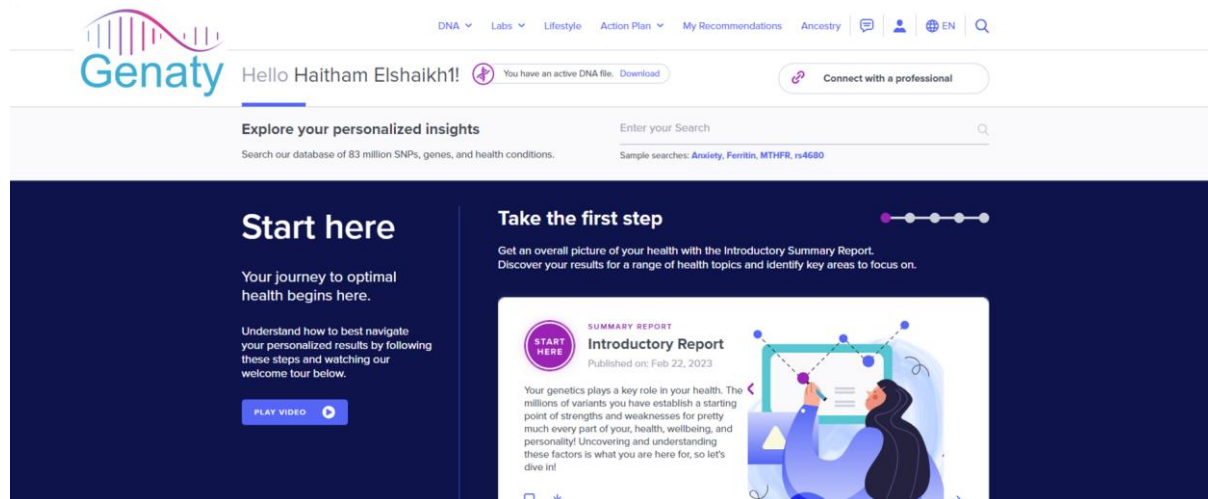 DNA Labs Lifestyle Action Plan My Recommendations Ancestry EN
Genaty
Hello Haitham Elshaikh1!
You have an active DNA file. Download
Connect with a professional
Explore your personalized insights
Search our database of 83 million SNPs, genes, and health conditions.
Enter your Search
Sample searches: Anxiety, Ferritin, MTHFR, rs4680
Start here
Your journey to optimal
health begins here.
Understand how to best navigate
your personalized results by following
these steps and watching our
welcome tour below.
PLAY VIDEO
Take the first step
Get an overall picture of your health with the Introductory Summary Report.
Discover your results for a range of health topics and identify key areas to focus on.
START
HERE
SUMMARY REPORT
Introductory Report
Published on: Feb 22, 2023
Your genetics plays a key role in your health. The
millions of variants you have establish a starting
point of strengths and weaknesses for pretty
much every part of your, health, wellbeing, and
personality! Uncovering and understanding
these factors is what you are here for, so let's
dive in!